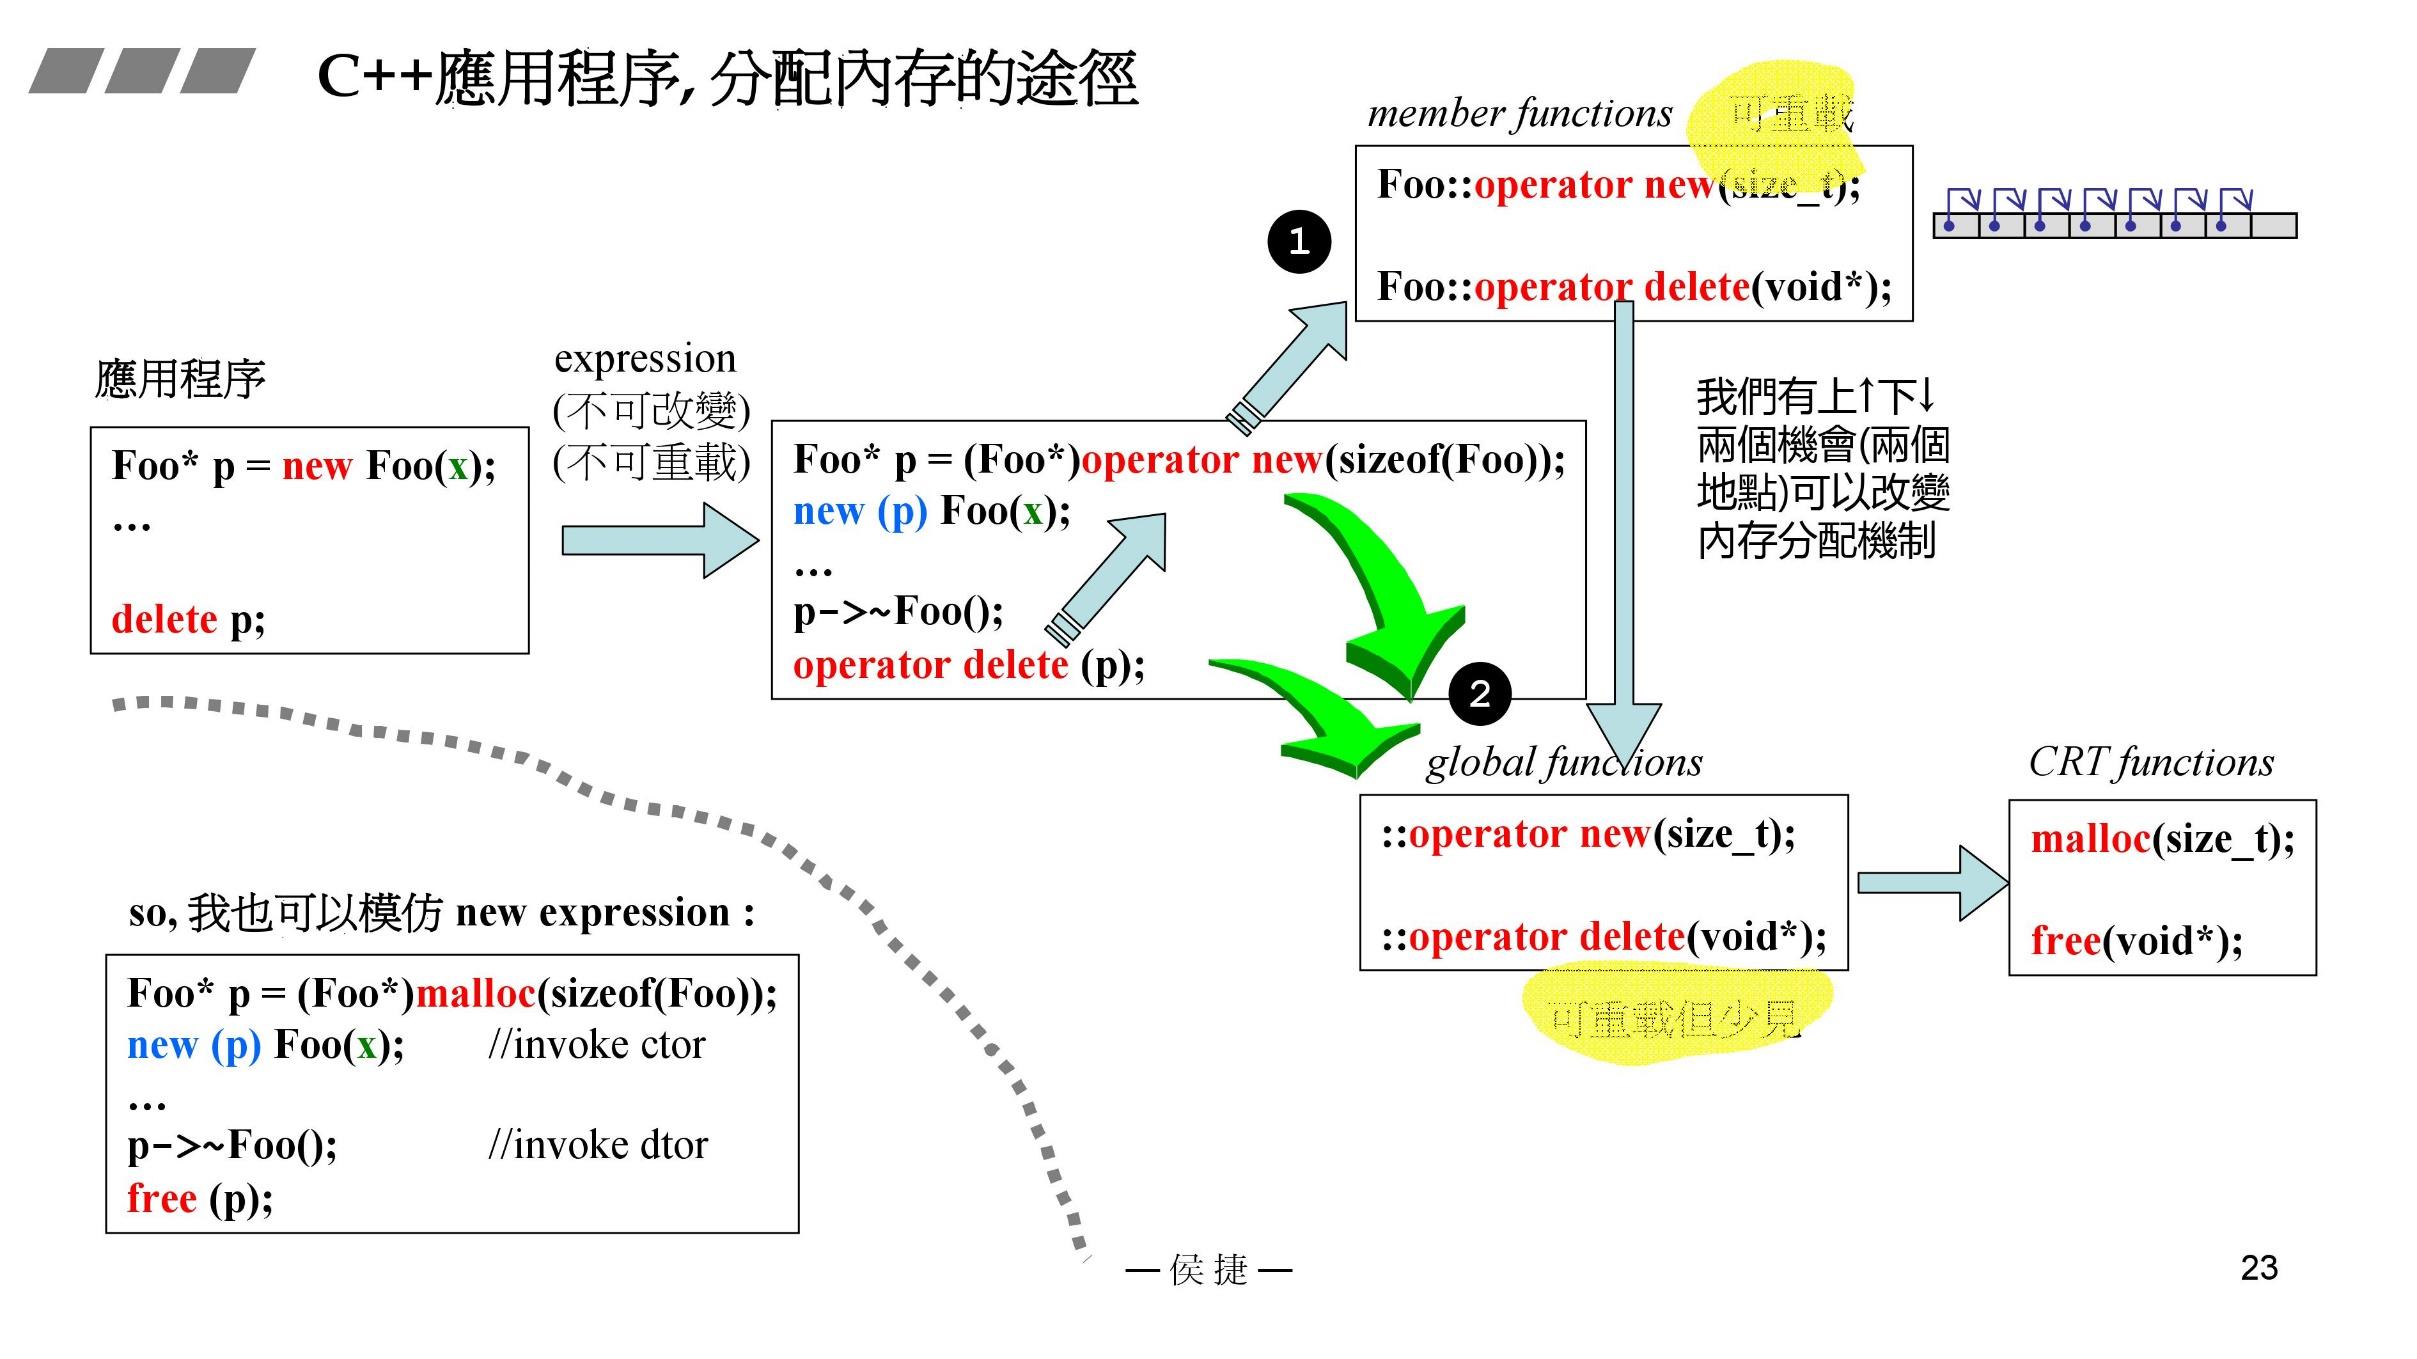 C++應用程序, 分配內存的途徑
member functions 可重載
Foo::operator new(size_t);
Foo::operator delete(void*);
1
應用程序
Foo* p = new Foo(x);
...
delete p;
expression
(不可改變)
(不可重載)
Foo* p = (Foo*)operator new(sizeof(Foo));
new (p) Foo(x);
...
p->~Foo();
operator delete (p);
我們有上↑下↓
兩個機會(兩個
地點)可以改變
內存分配機制
2
global functions
::operator new(size_t);
::operator delete(void*);
可重載但少見
CRT functions
malloc(size_t);
free(void*);
so, 我也可以模仿 new expression :
Foo* p = (Foo*)malloc(sizeof(Foo));
new (p) Foo(x); //invoke ctor
...
p->~Foo(); //invoke dtor
free (p);
— 侯 捷 —
23